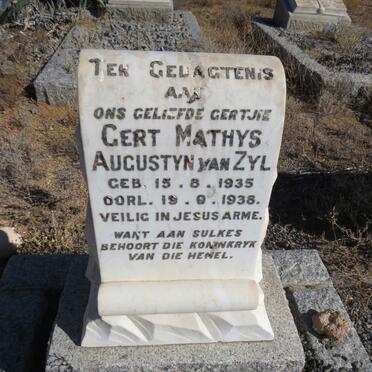 TER GEDAGTENIS
AAN
ONS GELIEFDE GERTJIE
GERT MATHYS
AUGUSTYN VAN ZYL
GEB. 15.8.1935
OORL. 19.9.1938.
VEILIG IN JESUS ARME.
WANT AAN SULKES
BEHOORT DIE KONINKRYK
VAN DIE HEMEL.